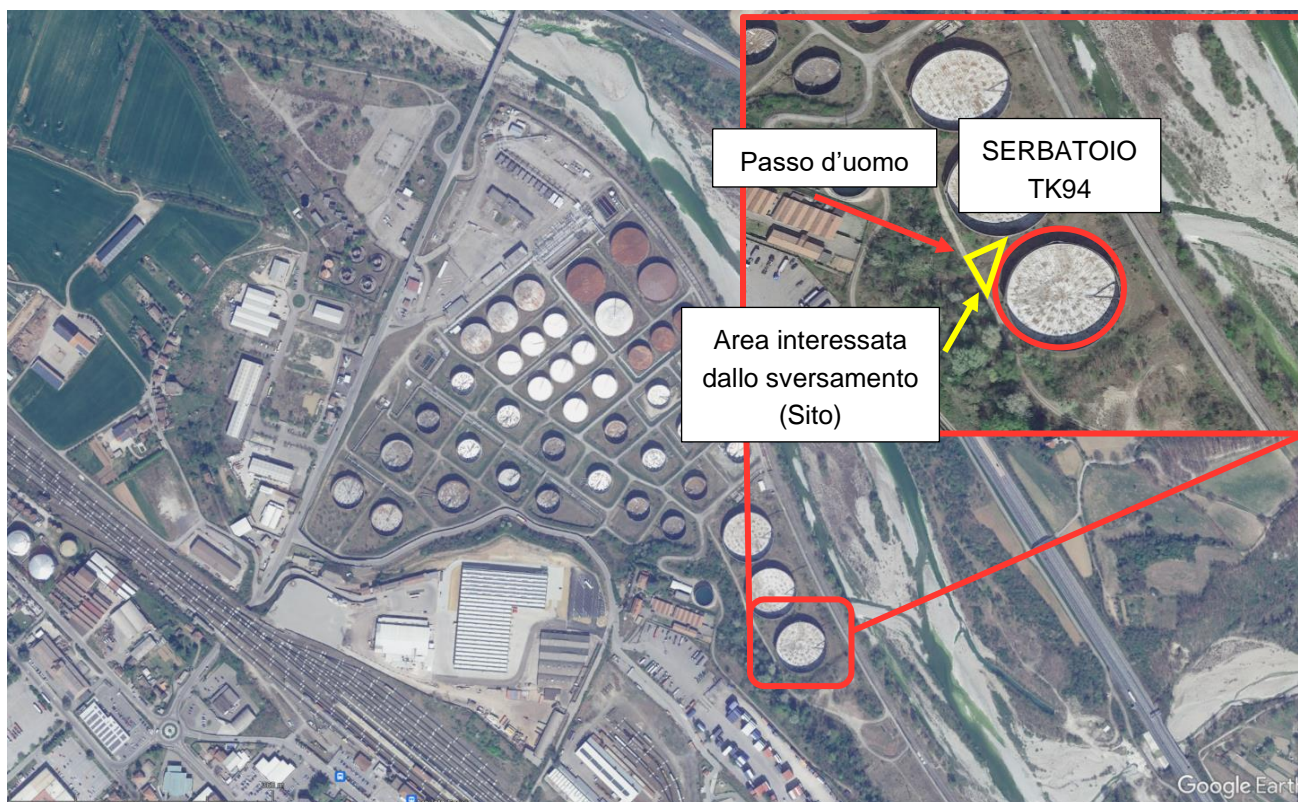 Passo d'uomo
SERBATOIO
TK94
Area interessata
dallo sversamento
(Sito)
Google Earth